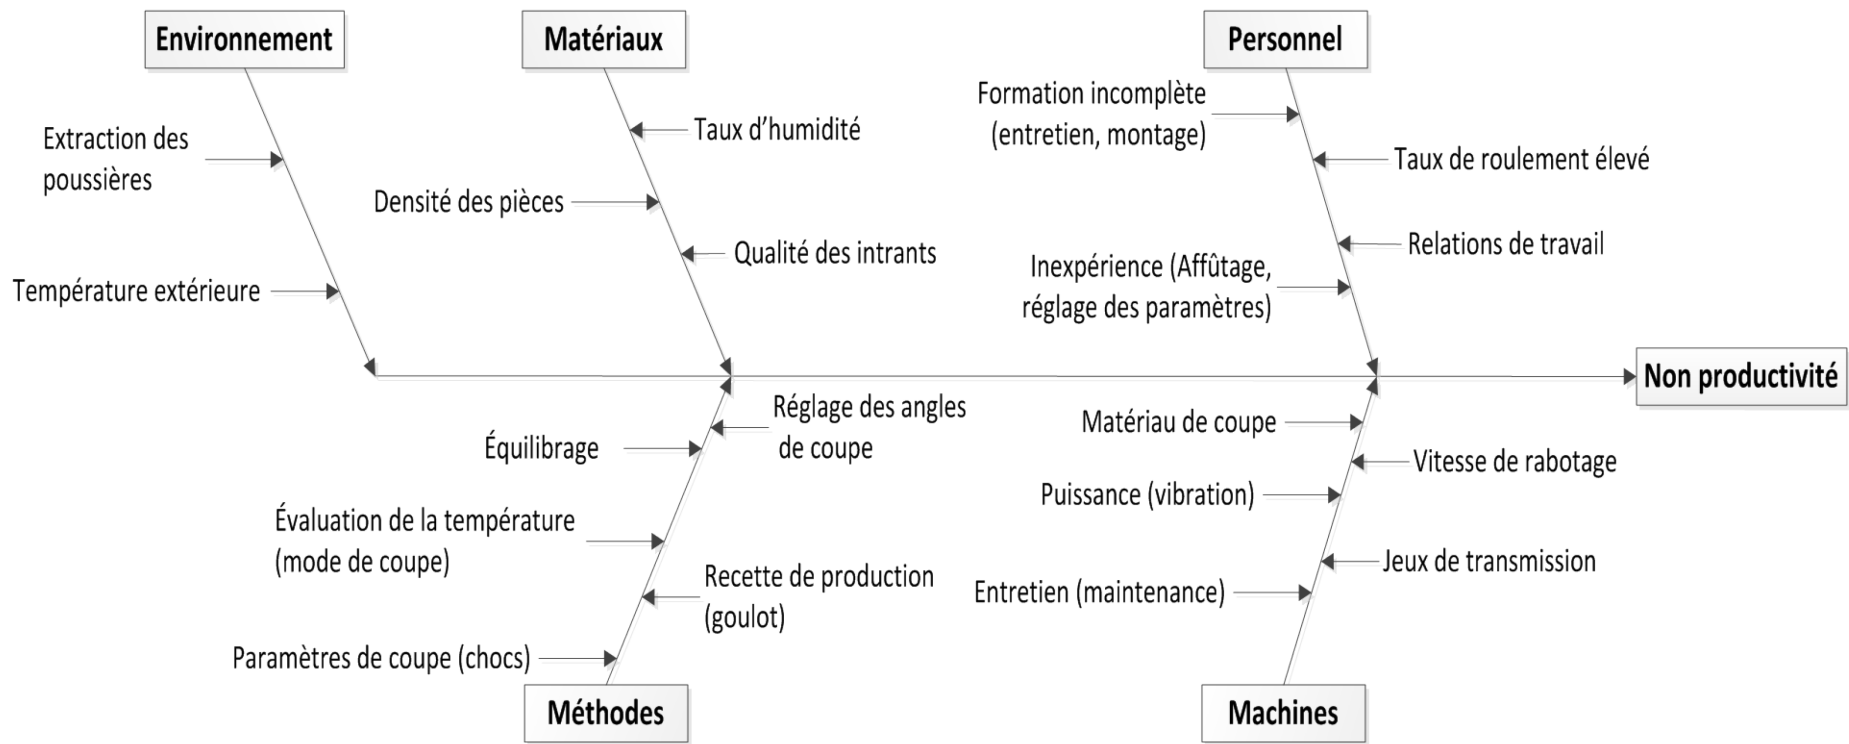 Environnement
Matériaux
Personnel
Formation incomplète
(entretien, montage)
Taux d’humidité
Extraction des
poussières
Taux de roulement élevé
Densité des pièces
Qualité des intrants
Relations de travail
Inexpérience (Affûtage,
réglage des paramètres)
Température extérieure
Non productivité
Réglage des angles
de coupe
Matériau de coupe
Équilibrage
Vitesse de rabotage
Puissance (vibration)
Évaluation de la température
(mode de coupe)
Jeux de transmission
Recette de production
(goulot)
Entretien (maintenance)
Paramètres de coupe (chocs)
Méthodes
Machines